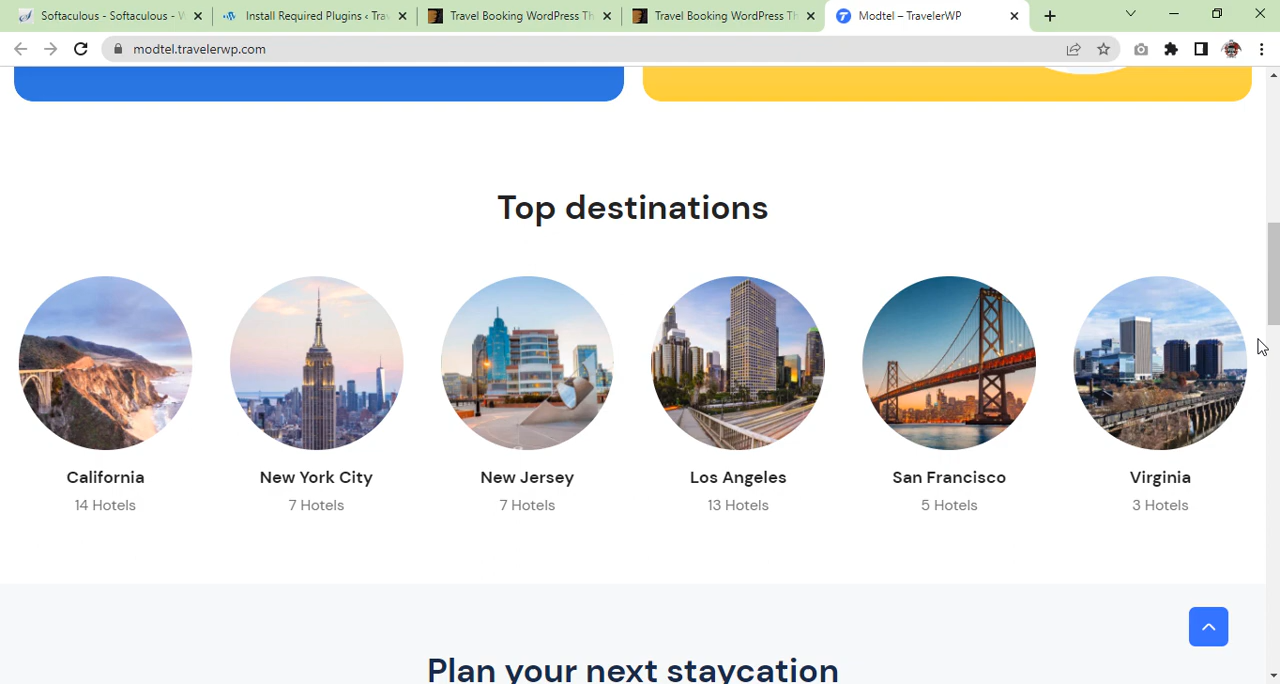 Softaculous - Softaculous - W
Install Required Plugins ‹ Trav
Travel Booking WordPress Th
Travel Booking WordPress Th
Modtel – TravelerWP
modtel.travelerwp.com
Top destinations
California
New York City
New Jersey
Los Angeles
San Francisco
Virginia
14 Hotels
7 Hotels
7 Hotels
13 Hotels
5 Hotels
3 Hotels
Plan your next staycation